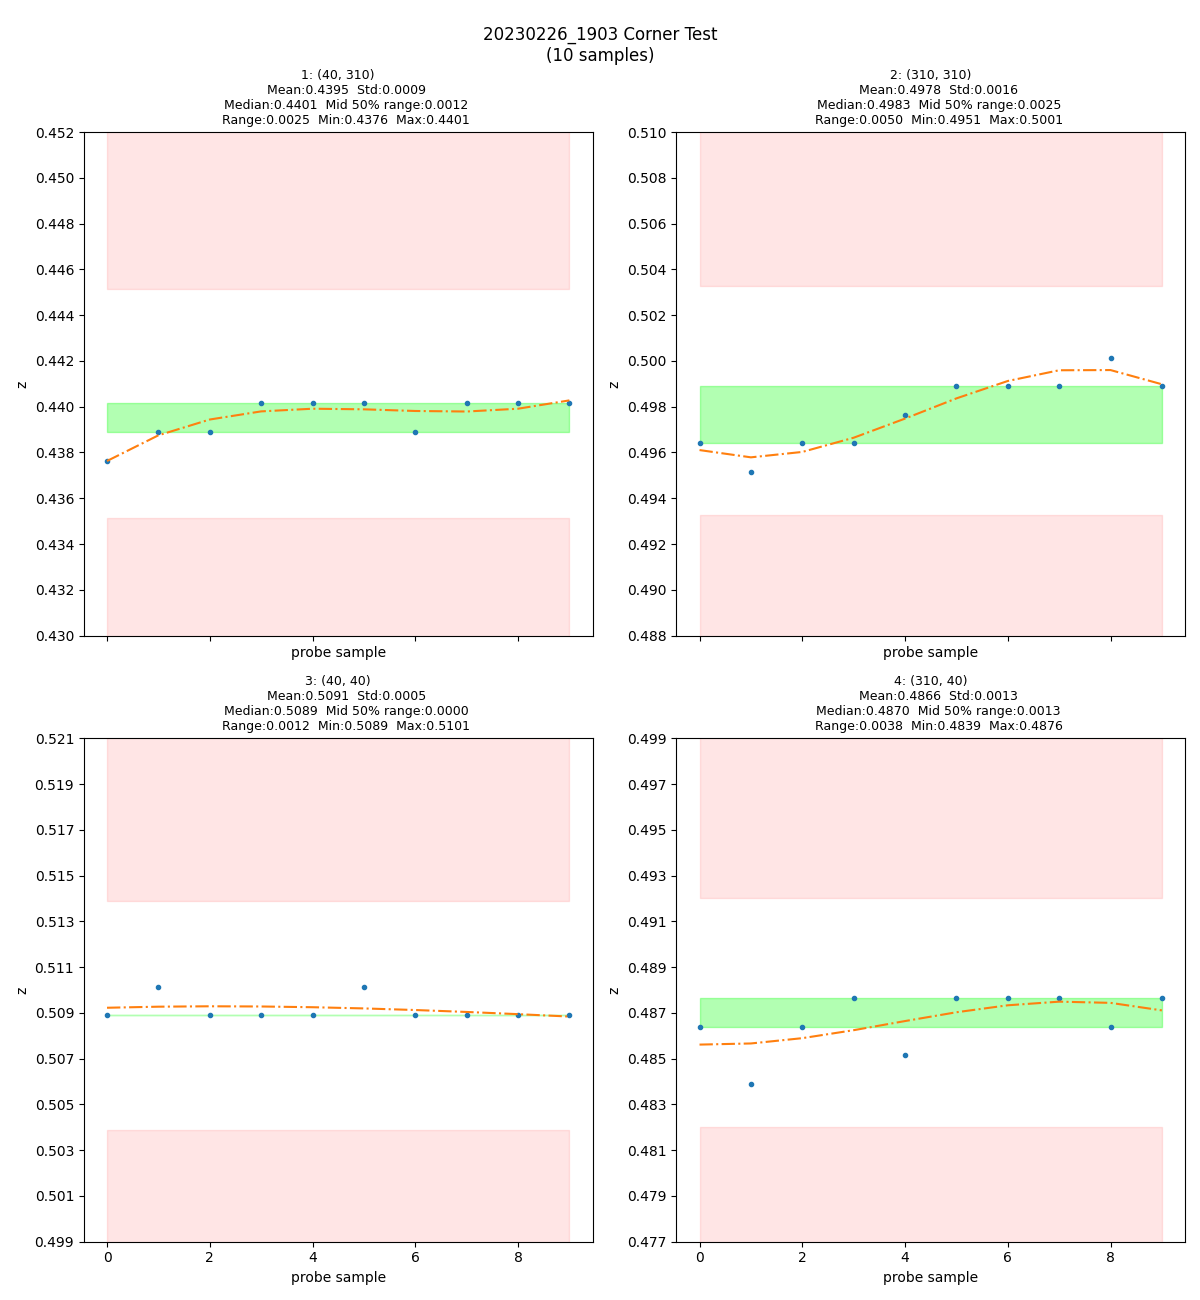 20230226_1903 Corner Test
(10 samples)
1: (40, 310)
Mean:0.4395 Std:0.0009
Median:0.4401 Mid 50% range:0.0012
Range:0.0025 Min:0.4376 Max:0.4401
0.452
0.450
0.448
0.446
0.444
0.442
0.440
0.438
0.436
0.434
0.432
0.430
z
probe sample
2: (310, 310)
Mean:0.4978 Std:0.0016
Median:0.4983 Mid 50% range:0.0025
Range:0.0050 Min:0.4951 Max:0.5001
0.510
0.508
0.506
0.504
0.502
0.500
0.498
0.496
0.494
0.492
0.490
0.488
z
probe sample
3: (40, 40)
Mean:0.5091 Std:0.0005
Median:0.5089 Mid 50% range:0.0000
Range:0.0012 Min:0.5089 Max:0.5101
0.521
0.519
0.517
0.515
0.513
0.511
0.509
0.507
0.505
0.503
0.501
0.499
z
0 2 4 6 8
probe sample
4: (310, 40)
Mean:0.4866 Std:0.0013
Median:0.4870 Mid 50% range:0.0013
Range:0.0038 Min:0.4839 Max:0.4876
0.499
0.497
0.495
0.493
0.491
0.489
0.487
0.485
0.483
0.481
0.479
0.477
z
0 2 4 6 8
probe sample